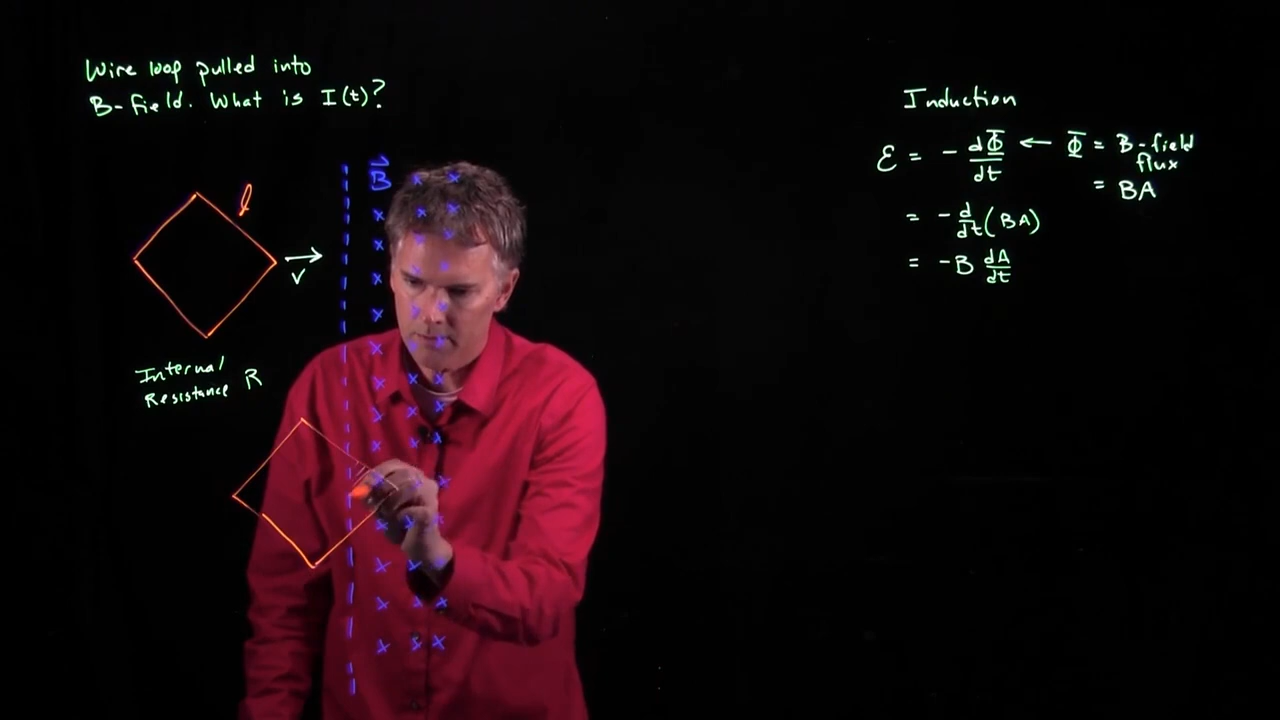 Wire loop pulled into
B-field. What is I(t)?
l
v
Internal
Resistance R
B⃗
Induction
ℰ = - dΦ/dt ← Φ = B-field
flux
= BA
= - d/dt (BA)
= -B dA/dt